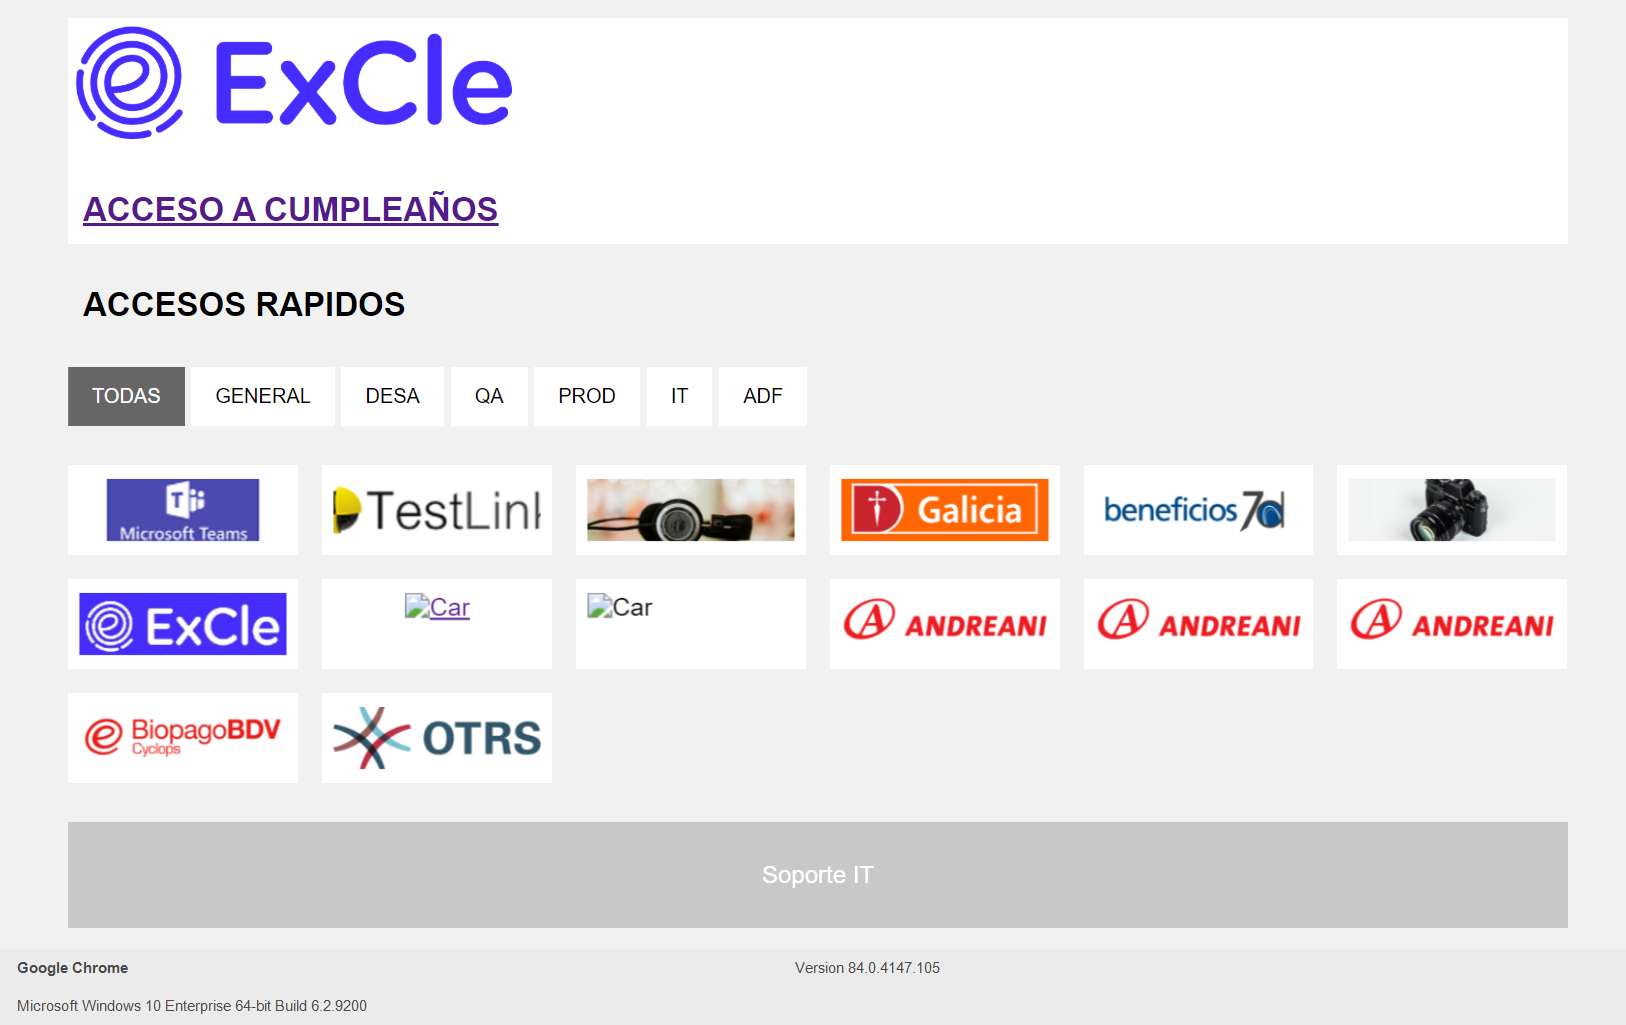 ExCle
ACCESO A CUMPLEAÑOS
ACCESOS RAPIDOS
TODAS GENERAL DESA QA PROD IT ADF
Microsoft Teams TestLink Galicia beneficios 7d
ExCle Car Car ANDREANI ANDREANI ANDREANI
BiopagoBDV OTRS
Cyclops
Soporte IT
Google Chrome Version 84.0.4147.105
Microsoft Windows 10 Enterprise 64-bit Build 6.2.9200